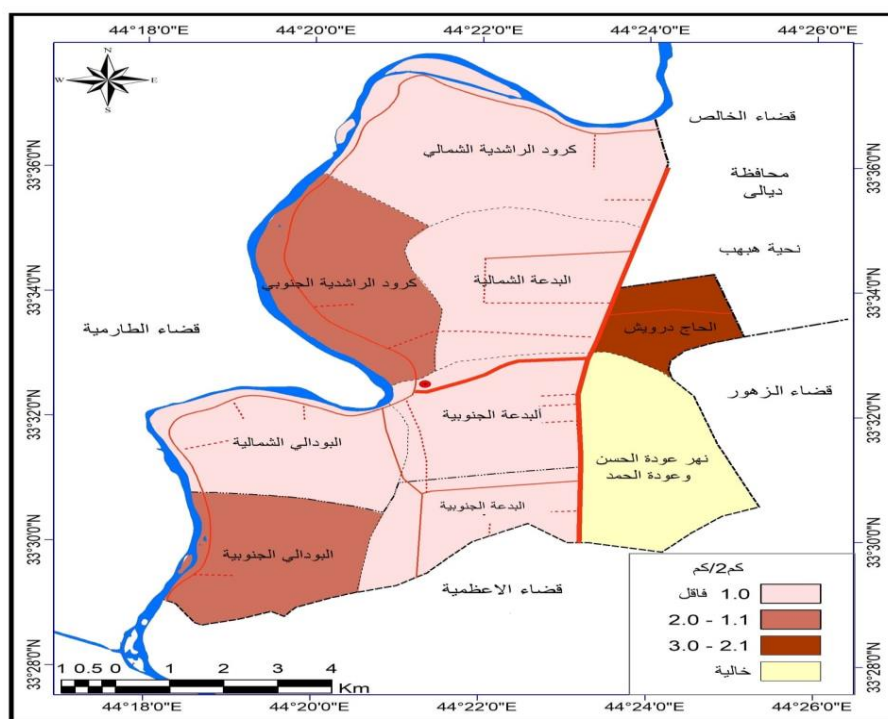 44°18'0"E 44°20'0"E 44°22'0"E 44°24'0"E 44°26'0"E
N
W E
S
33°36'0"N
33°34'0"N
33°32'0"N
33°30'0"N
33°28'0"N
33°36'0"N
33°34'0"N
33°32'0"N
33°30'0"N
33°28'0"N
قضاء الخالص
كرود الراشدية الشمالي
محافظة
ديالى
نحية هبهب
البدعة الشمالية
كرود الراشدية الجنوبي
الحاج درويش
قضاء الطارمية
قضاء الزهور
البدعة الجنوبية
البودالي الشمالية
نهر عودة الحسن
وعودة الحمد
البدعة الجنوبية
البودالي الجنوبية
قضاء الاعظمية
كم/كم2
1.0 فاقل
1.1 - 2.0
2.1 - 3.0
خالية
1 0.5 0 1 2 3 4
Km
44°18'0"E 44°20'0"E 44°22'0"E 44°24'0"E 44°26'0"E